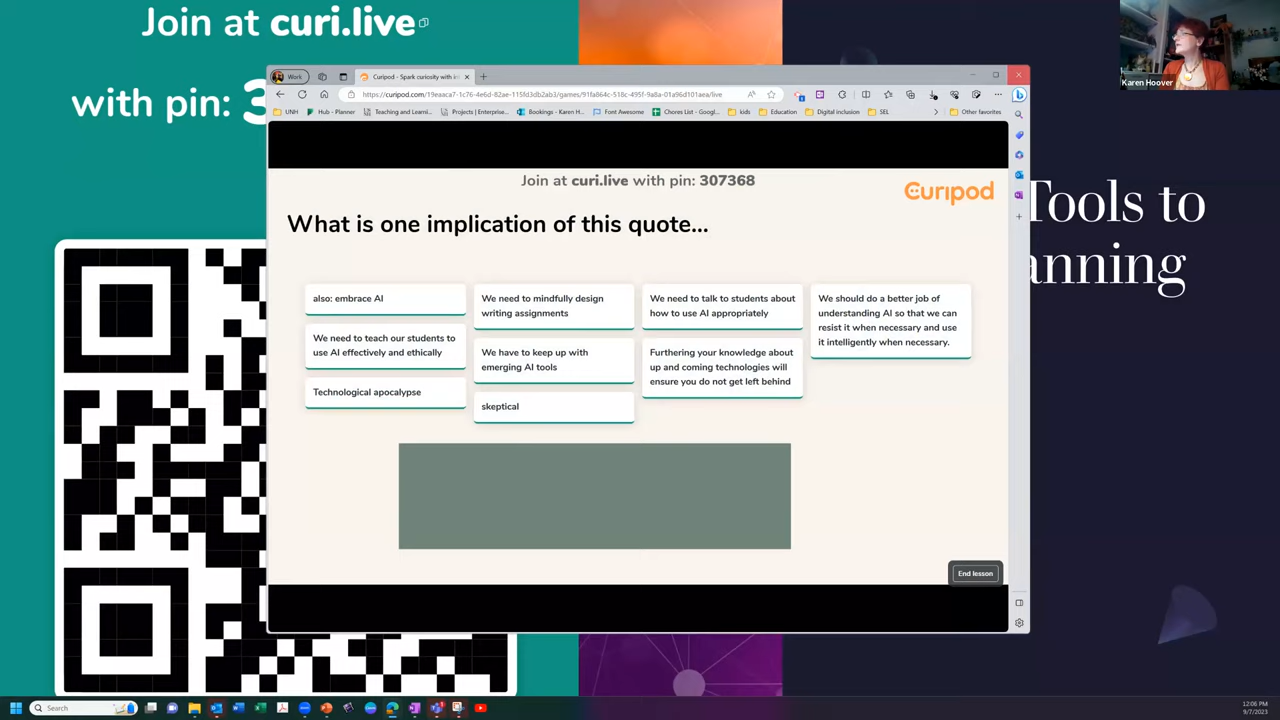 Join at curi.live
with pin: 3
Karen Hoover
Work
Curipod - Spark curiosity with int
https://curipod.com/19eaaca7-1c76-4e6d-82ae-115fd3db2ab3/games/91fa864c-518c-495f-9a8a-01a96d101aea/live
UNH
Hub - Planner
Teaching and Learni...
Projects | Enterprise...
Bookings - Karen H...
Font Awesome
Chores List - Googl...
kids
Education
Digital inclusion
SEL
Other favorites
Join at curi.live with pin: 307368
Curipod
What is one implication of this quote...
also: embrace AI
We need to teach our students to
use AI effectively and ethically
Technological apocalypse
We need to mindfully design
writing assignments
We have to keep up with
emerging AI tools
skeptical
We need to talk to students about
how to use AI appropriately
Furthering your knowledge about
up and coming technologies will
ensure you do not get left behind
We should do a better job of
understanding AI so that we can
resist it when necessary and use
it intelligently when necessary.
End lesson
Tools to
anning
Search
12:06 PM
9/7/2023